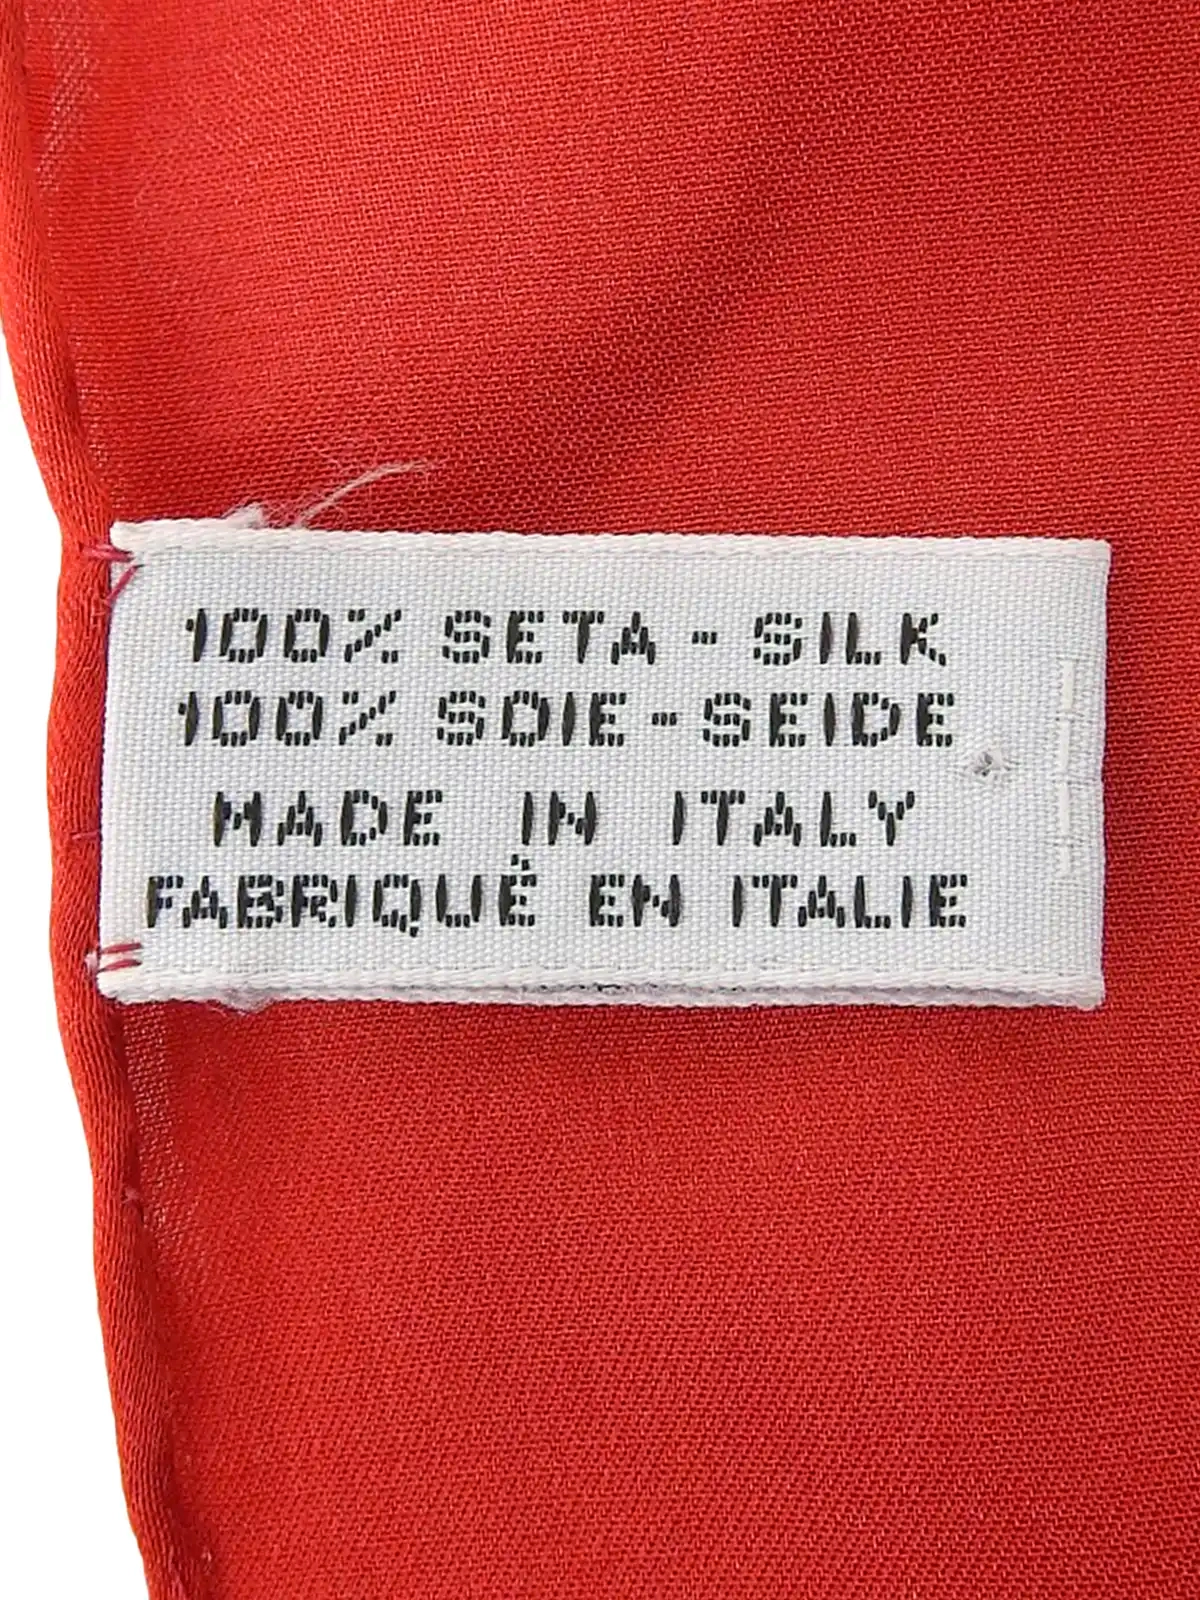 100% SETA - SILK
100% SOIE - SEIDE
MADE IN ITALY
FABRIQUÉ EN ITALIE